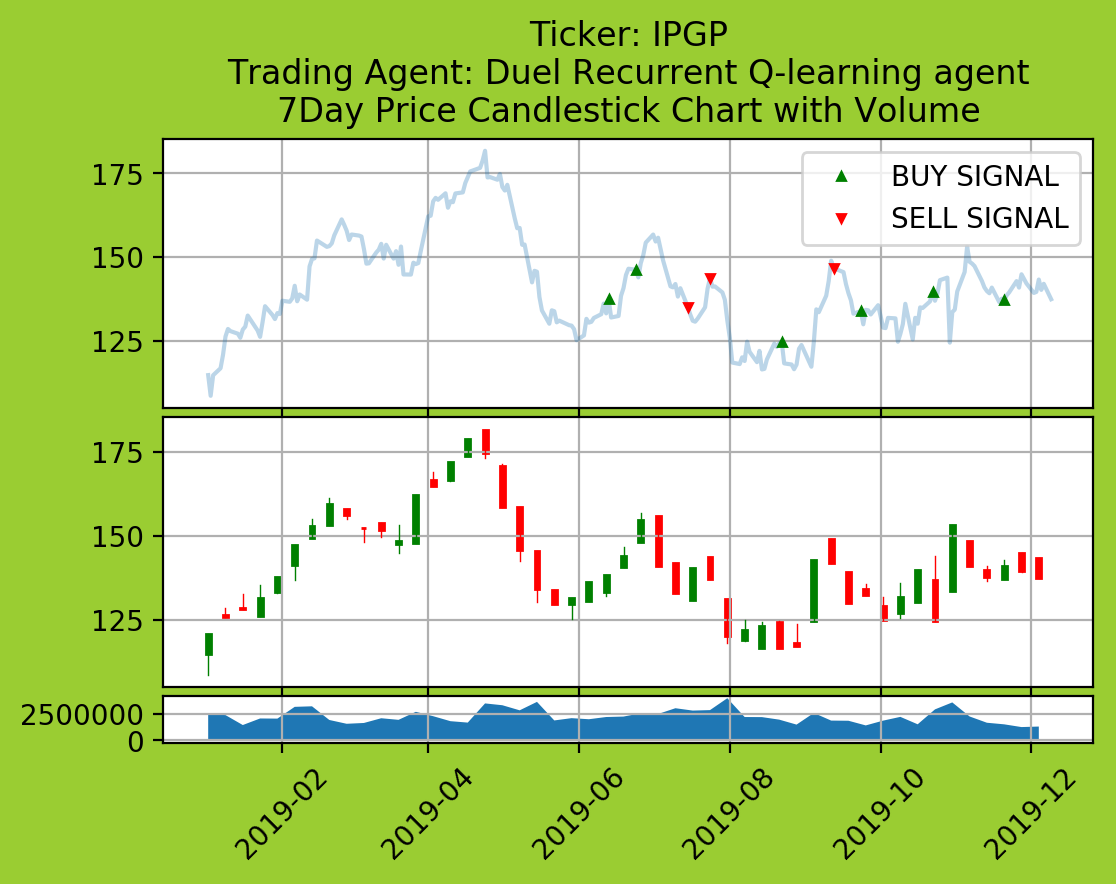 Ticker: IPGP
Trading Agent: Duel Recurrent Q-learning agent
7Day Price Candlestick Chart with Volume
175
150
125
BUY SIGNAL
SELL SIGNAL
175
150
125
2500000
0
2019-02
2019-04
2019-06
2019-08
2019-10
2019-12